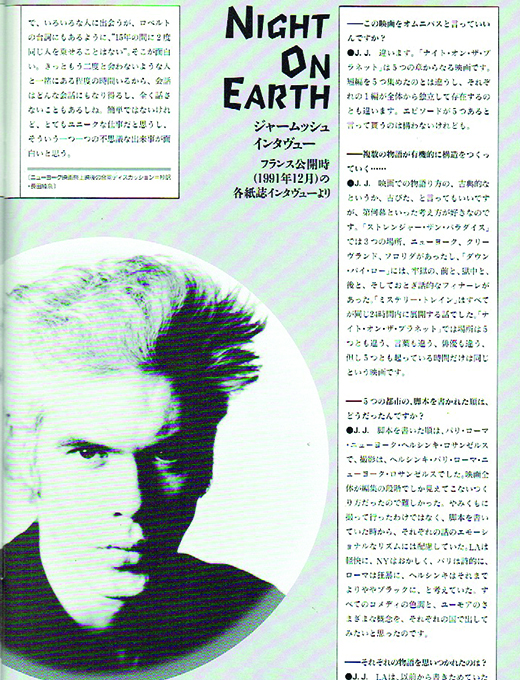 て、いろいろな人に出会うが、ロベルト
の台詞にもあるように、“15年の間に2度
同じ人を乗せることはない”。そこが面白
い。きっともう二度と会わないような人
と一緒にある程度の時間いるから、会話
はどんな会話にもなり得るし、全く話さ
ないこともあるしね。簡単ではないけれ
ど、とてもユニークな仕事だと思うし、
そういう一つ一つの不思議な出来事が面
白いと思う。
NIGHT
ON
EARTH
ジャームッシュ
インタヴュー
フランス公開時
(1991年12月)の
各紙誌インタヴューより
——この映画をオムニバスと言っていい
んですか？
●J.J. 違います。「ナイト・オン・ザ・プ
ラネット」は5つの章からなる映画です。
短編を5つ集めたのとは違うし、それぞ
れの1編が全体から独立して存在するの
とも違います。エピソードが5つあると
言って貰うのは構わないけれども。
——複数の物語が有機的に構造をつくっ
ていく……
●J.J. 映画での物語り方の、古典的な
というか、古びた、と言ってもいいです
が、第何幕といった考え方が好きなので
す。「ストレンジャー・ザン・パラダイス」
では3つの場所、ニューヨーク、クリー
ヴランド、フロリダがあったし、「ダウン
・バイ・ロー」には、牢獄の、前と、獄中と、
後と、そしておとぎ話的なフィナーレが
あった。「ミステリー・トレイン」はすべて
が同じ24時間内に展開する話でした。「ナ
イト・オン・ザ・プラネット」では場所は5
つとも違う、言葉も違う、俳優も違う、
但し5つとも起っている時間だけは同じ
という映画です。
——5つの都市の、脚本を書かれた順は、
どうだったんですか？
●J.J. 脚本を書いた順は、パリ・ローマ
・ニューヨーク・ヘルシンキ・ロサンゼルス
で、撮影は、ヘルシンキ・パリ・ローマ・ニ
ューヨーク・ロサンゼルスでした。映画全
体が編集の段階でしか見えてこないつく
り方だったので難しかった。やみくもに
撮って行ったわけではなく、脚本を書い
ていた時から、それぞれの話のエモーシ
ョナルなリズムには配慮していた。LAは
軽快に、NYはおかしく、パリは詩的に、
ローマは狂暴に、ヘルシンキはそれまで
よりややブラックに、と考えていた。す
べてのコメディの色調と、ユーモアのさ
まざまな概念を、それぞれの国で出して
みたいと思ったのです。
——それぞれの物語を思いつかれたのは？
●J.J. LAは、以前から書きためていた